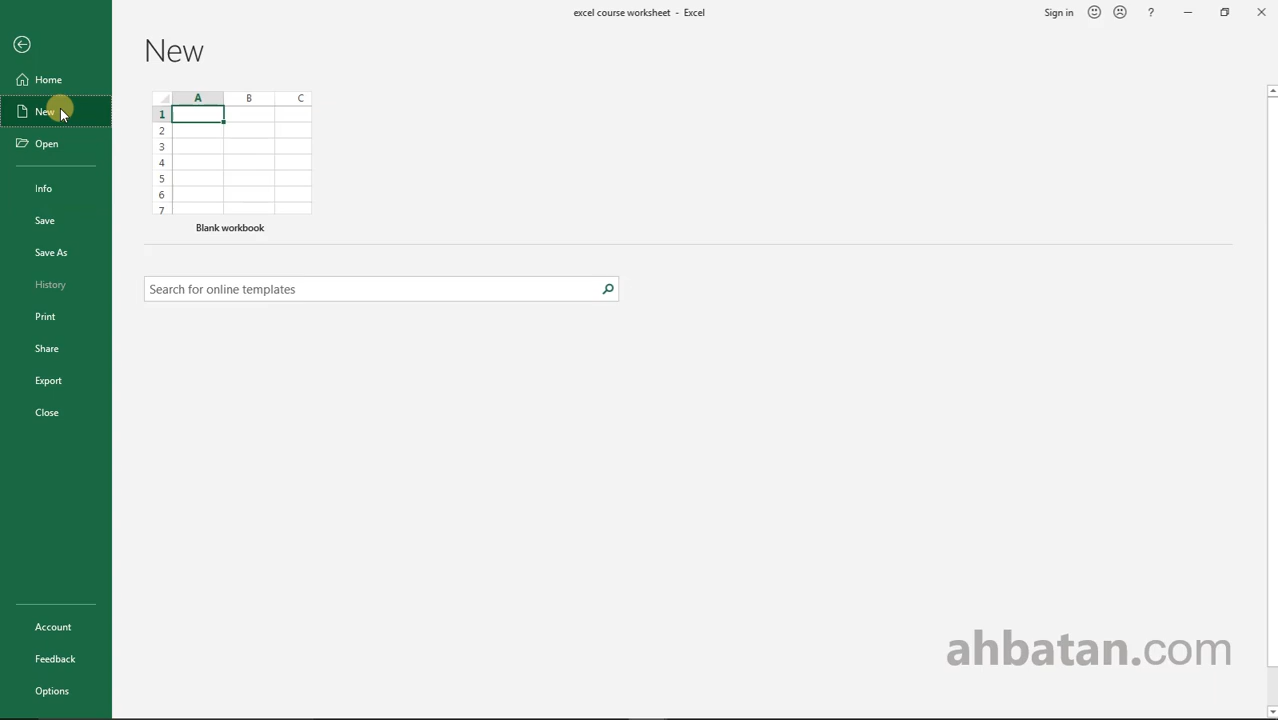 excel course worksheet - Excel
Sign in
?
New
Home
New
Open
Info
Save
Save As
History
Print
Share
Export
Close
Account
Feedback
Options
A B C
1
2
3
4
5
6
7
Blank workbook
Search for online templates
ahbatan.com